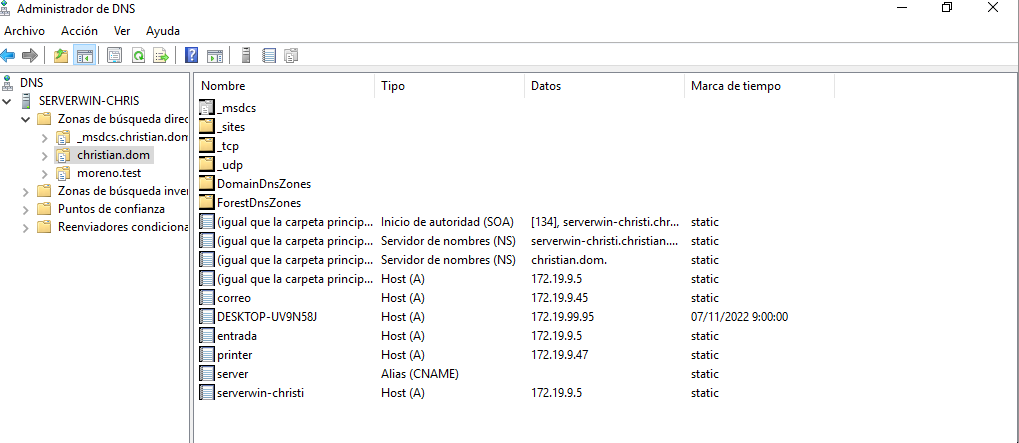 Administrador de DNS
Archivo Acción Ver Ayuda
DNS
SERVERWIN-CHRIS
Zonas de búsqueda direc
_msdcs.christian.dom
christian.dom
moreno.test
Zonas de búsqueda inve
Puntos de confianza
Reenviadores condiciona
Nombre Tipo Datos Marca de tiempo
_msdcs
_sites
_tcp
_udp
DomainDnsZones
ForestDnsZones
(igual que la carpeta princip... Inicio de autoridad (SOA) [134], serverwin-christi.chr... static
(igual que la carpeta princip... Servidor de nombres (NS) serverwin-christi.christian.... static
(igual que la carpeta princip... Servidor de nombres (NS) christian.dom. static
(igual que la carpeta princip... Host (A) 172.19.9.5 static
correo Host (A) 172.19.9.45 static
DESKTOP-UV9N58J Host (A) 172.19.99.95 07/11/2022 9:00:00
entrada Host (A) 172.19.9.5 static
printer Host (A) 172.19.9.47 static
server Alias (CNAME) static
serverwin-christi Host (A) 172.19.9.5 static